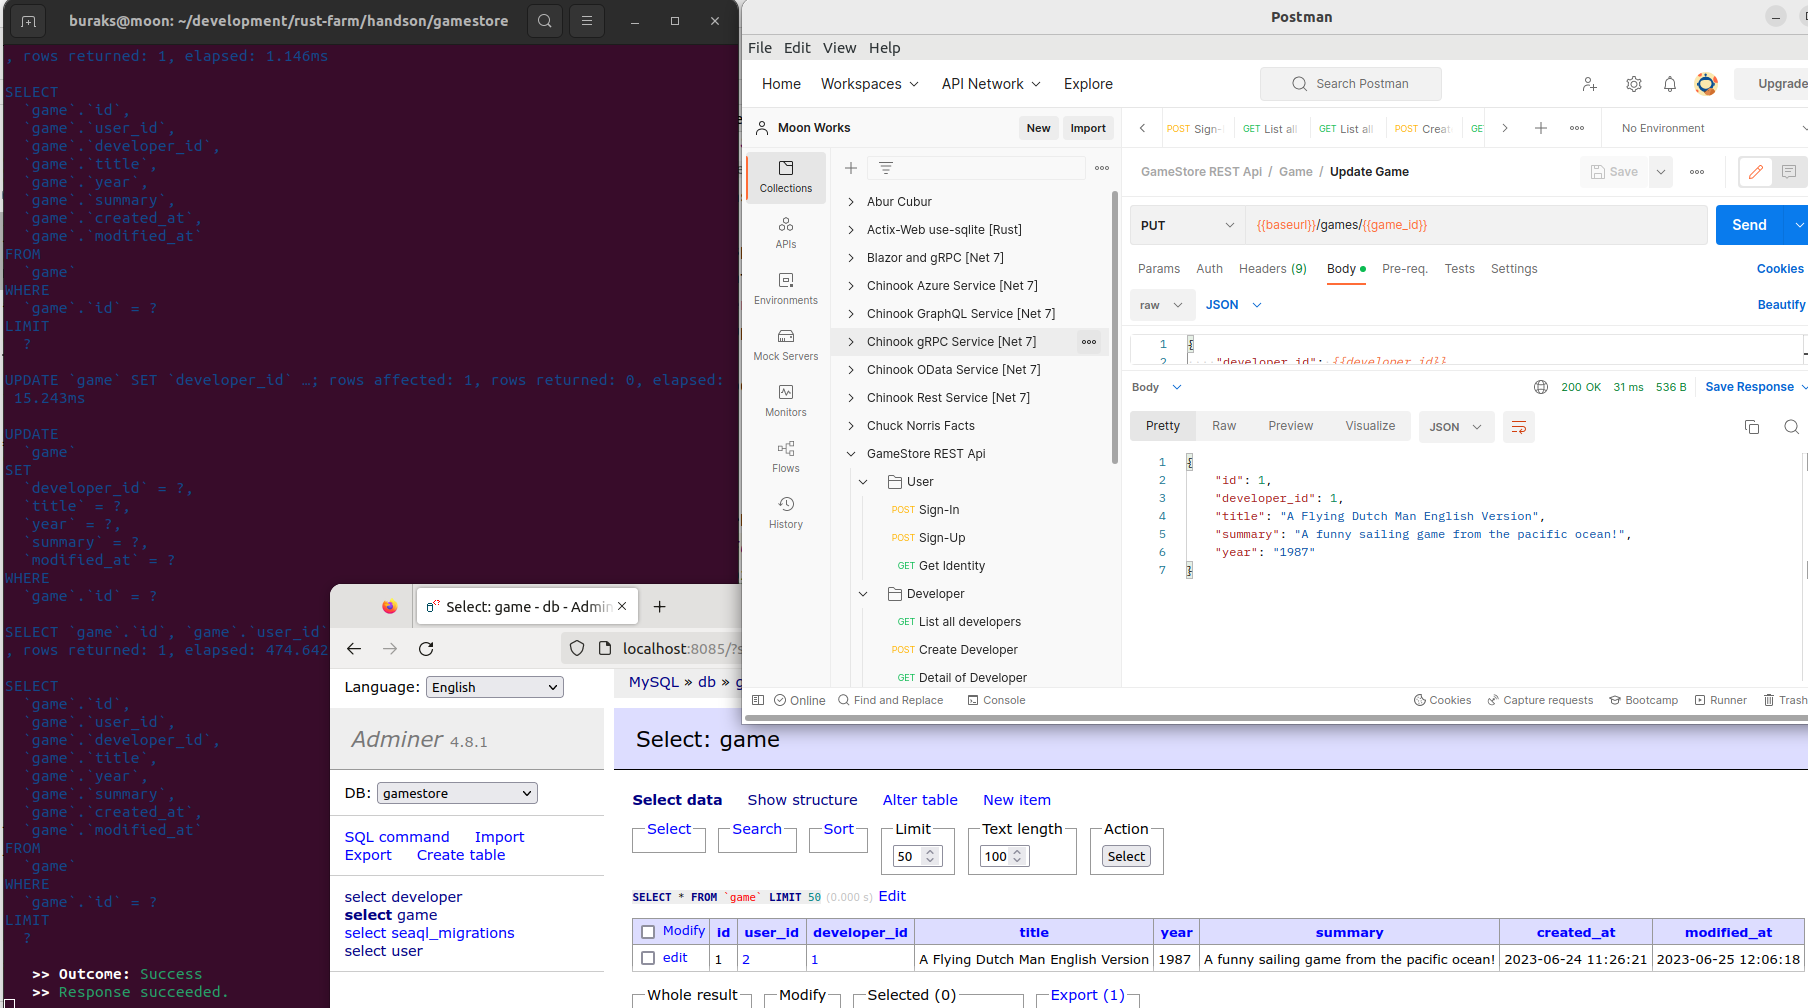 buraks@moon: ~/development/rust-farm/handson/gamestore
, rows returned: 1, elapsed: 1.146ms
SELECT
`game`.`id`,
`game`.`user_id`,
`game`.`developer_id`,
`game`.`title`,
`game`.`year`,
`game`.`summary`,
`game`.`created_at`,
`game`.`modified_at`
FROM
`game`
WHERE
`game`.`id` = ?
LIMIT
?
UPDATE `game` SET `developer_id` …; rows affected: 1, rows returned: 0, elapsed:
15.243ms
UPDATE
`game`
SET
`developer_id` = ?,
`title` = ?,
`year` = ?,
`summary` = ?,
`modified_at` = ?
WHERE
`game`.`id` = ?
SELECT `game`.`id`, `game`.`user_id`
, rows returned: 1, elapsed: 474.642
SELECT
`game`.`id`,
`game`.`user_id`,
`game`.`developer_id`,
`game`.`title`,
`game`.`year`,
`game`.`summary`,
`game`.`created_at`,
`game`.`modified_at`
FROM
`game`
WHERE
`game`.`id` = ?
LIMIT
?
>> Outcome: Success
>> Response succeeded.
Postman
File Edit View Help
Home Workspaces API Network Explore Search Postman Upgrade
Moon Works New Import
Collections
APIs
Environments
Mock Servers
Monitors
Flows
History
Abur Cubur
Actix-Web use-sqlite [Rust]
Blazor and gRPC [Net 7]
Chinook Azure Service [Net 7]
Chinook GraphQL Service [Net 7]
Chinook gRPC Service [Net 7]
Chinook OData Service [Net 7]
Chinook Rest Service [Net 7]
Chuck Norris Facts
GameStore REST Api
User
POST Sign-In
POST Sign-Up
GET Get Identity
Developer
GET List all developers
POST Create Developer
GET Detail of Developer
POST Sign- GET List all GET List all POST Creat GE No Environment
GameStore REST Api / Game / Update Game Save
PUT {{baseurl}}/games/{{game_id}} Send
Params Auth Headers (9) Body Pre-req. Tests Settings Cookies
raw JSON Beautify
1 {
2 "developer_id": {{developer_id}},
Body 200 OK 31 ms 536 B Save Response
Pretty Raw Preview Visualize JSON
1 {
2 "id": 1,
3 "developer_id": 1,
4 "title": "A Flying Dutch Man English Version",
5 "summary": "A funny sailing game from the pacific ocean!",
6 "year": "1987"
7 }
Online Find and Replace Console Cookies Capture requests Bootcamp Runner Trash
Select: game - db - Admin
localhost:8085/?s
Language: English
MySQL » db » g
Adminer 4.8.1
DB: gamestore
SQL command Import
Export Create table
select developer
select game
select seaql_migrations
select user
Select: game
Select data Show structure Alter table New item
Select Search Sort Limit Text length Action
50 100 Select
SELECT * FROM `game` LIMIT 50 (0.000 s) Edit
Modify id user_id developer_id title year summary created_at modified_at
edit 1 2 1 A Flying Dutch Man English Version 1987 A funny sailing game from the pacific ocean! 2023-06-24 11:26:21 2023-06-25 12:06:18
Whole result Modify Selected (0) Export (1)